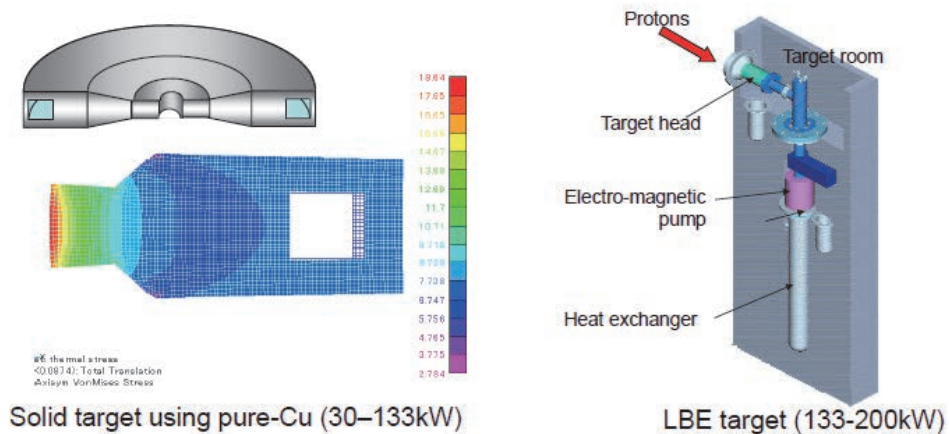 Protons
Target room
Target head
Electro-magnetic
pump
Heat exchanger
18.64
17.65
16.65
15.66
14.67
13.68
12.69
11.7
10.71
9.718
8.728
7.738
6.747
5.756
4.765
3.775
2.784
thermal stress
<0.0874>: Total Translation
Axisym VonMises Stress
Solid target using pure-Cu (30–133kW)
LBE target (133-200kW)